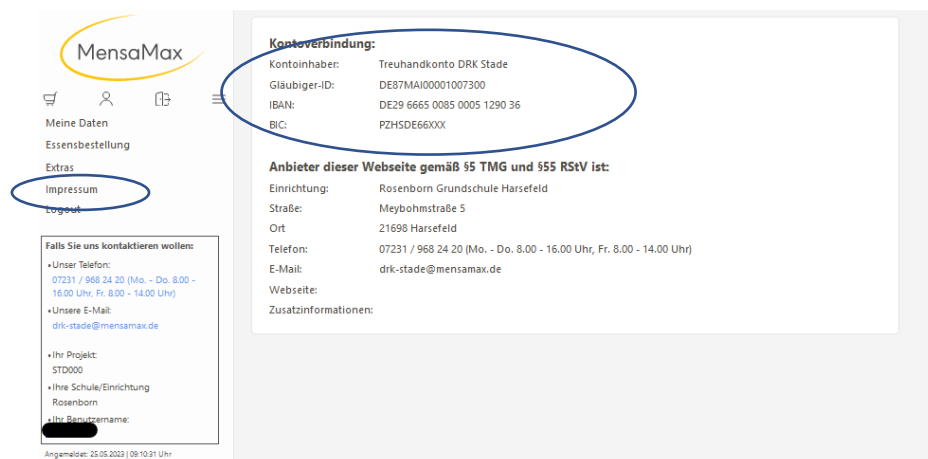 MensaMax
Meine Daten
Essensbestellung
Extras
Impressum
Logout
Falls Sie uns kontaktieren wollen:
•Unser Telefon:
07231 / 968 24 20 (Mo. - Do. 8.00 -
16.00 Uhr, Fr. 8.00 - 14.00 Uhr)
•Unsere E-Mail:
drk-stade@mensamax.de
•Ihr Projekt:
STD000
•Ihre Schule/Einrichtung
Rosenborn
•Ihr Benutzername:
Angemeldet: 25.05.2023 | 09:10:31 Uhr
Kontoverbindung:
Kontoinhaber: Treuhandkonto DRK Stade
Gläubiger-ID: DE87MAI00001007300
IBAN: DE29 6665 0085 0005 1290 36
BIC: PZHSDE66XXX
Anbieter dieser Webseite gemäß §5 TMG und §55 RStV ist:
Einrichtung: Rosenborn Grundschule Harsefeld
Straße: Meybohmstraße 5
Ort 21698 Harsefeld
Telefon: 07231 / 968 24 20 (Mo. - Do. 8.00 - 16.00 Uhr, Fr. 8.00 - 14.00 Uhr)
E-Mail: drk-stade@mensamax.de
Webseite:
Zusatzinformationen: